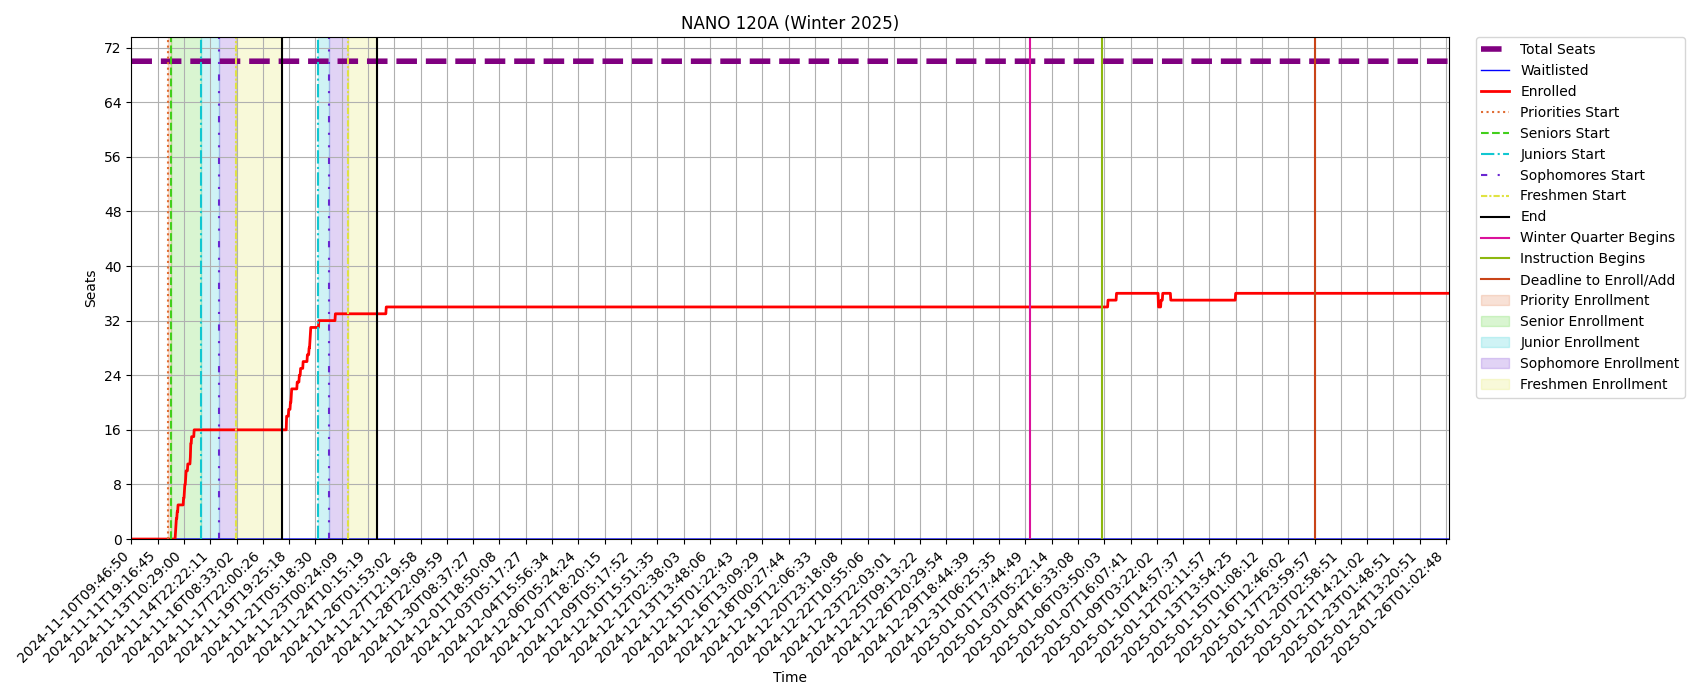 NANO 120A (Winter 2025)
72
64
56
48
40
32
24
16
8
0
Seats
2024-11-10T09:46:50
2024-11-11T19:16:45
2024-11-13T10:29:00
2024-11-14T22:22:11
2024-11-16T08:33:02
2024-11-17T22:00:26
2024-11-19T19:25:18
2024-11-21T05:18:30
2024-11-23T00:24:09
2024-11-24T10:15:19
2024-11-26T01:53:02
2024-11-27T12:19:58
2024-11-28T22:09:59
2024-11-30T08:37:27
2024-12-01T18:50:08
2024-12-03T05:17:27
2024-12-04T15:56:34
2024-12-06T05:24:24
2024-12-07T18:20:15
2024-12-09T05:17:52
2024-12-10T15:51:35
2024-12-12T02:38:03
2024-12-13T13:48:06
2024-12-15T01:22:43
2024-12-16T13:09:29
2024-12-18T00:27:44
2024-12-19T12:06:33
2024-12-20T23:18:08
2024-12-22T10:55:06
2024-12-23T22:03:01
2024-12-25T09:13:22
2024-12-26T20:29:54
2024-12-29T18:44:39
2024-12-31T06:25:35
2025-01-01T17:44:49
2025-01-03T05:22:14
2025-01-04T16:33:08
2025-01-06T03:50:03
2025-01-07T16:07:41
2025-01-09T03:22:02
2025-01-10T14:57:37
2025-01-12T02:11:57
2025-01-13T13:54:25
2025-01-15T01:08:12
2025-01-16T12:46:02
2025-01-17T23:59:57
2025-01-20T02:58:51
2025-01-21T14:21:02
2025-01-23T01:48:51
2025-01-24T13:20:51
2025-01-26T01:02:48
Time
Total Seats
Waitlisted
Enrolled
Priorities Start
Seniors Start
Juniors Start
Sophomores Start
Freshmen Start
End
Winter Quarter Begins
Instruction Begins
Deadline to Enroll/Add
Priority Enrollment
Senior Enrollment
Junior Enrollment
Sophomore Enrollment
Freshmen Enrollment